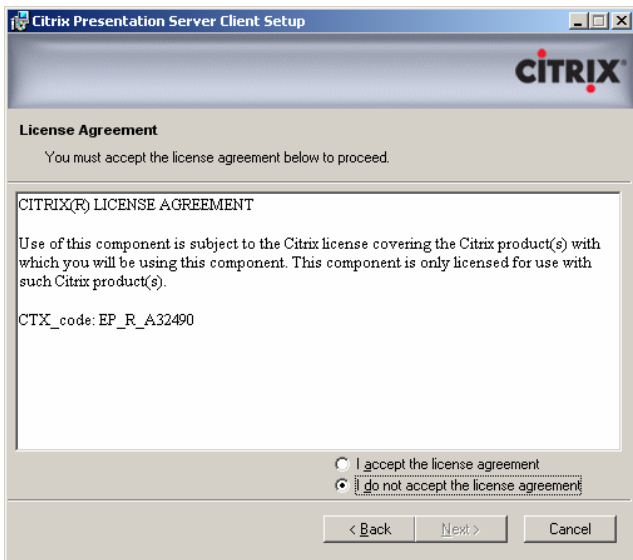 Citrix Presentation Server Client Setup
CITRIX
License Agreement
You must accept the license agreement below to proceed.
CITRIX(R) LICENSE AGREEMENT
Use of this component is subject to the Citrix license covering the Citrix product(s) with
which you will be using this component. This component is only licensed for use with
such Citrix product(s).
CTX_code: EP_R_A32490
I accept the license agreement
I do not accept the license agreement
< Back Next > Cancel